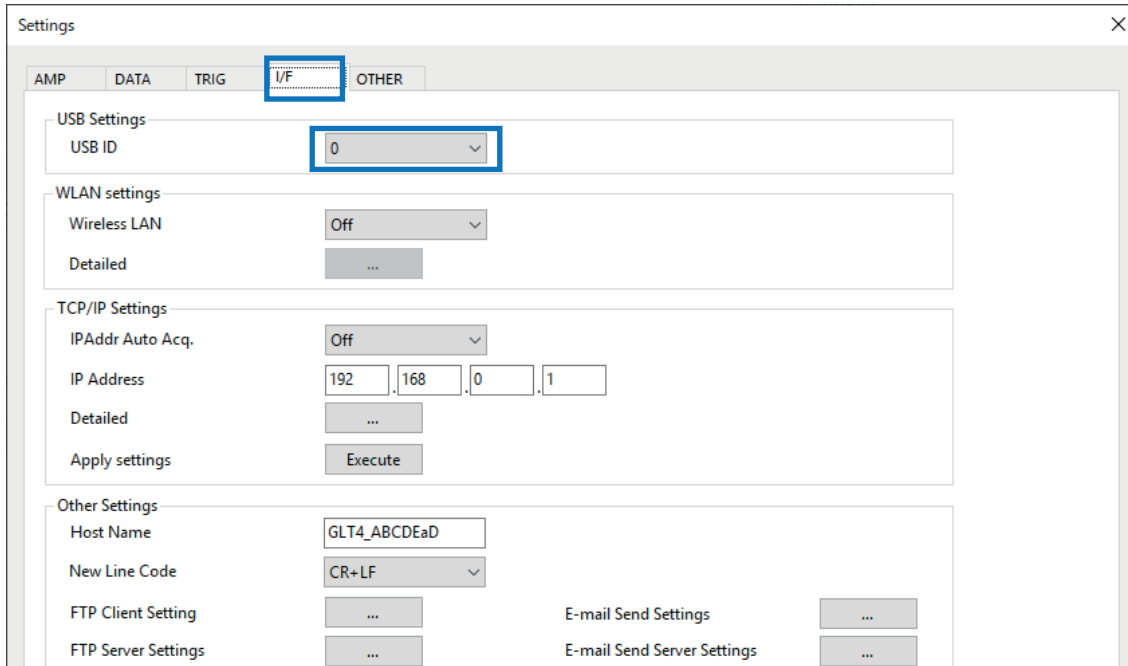 Settings
AMP DATA TRIG I/F OTHER
USB Settings
USB ID 0
WLAN settings
Wireless LAN Off
Detailed ...
TCP/IP Settings
IPAddr Auto Acq. Off
IP Address 192 . 168 . 0 . 1
Detailed ...
Apply settings Execute
Other Settings
Host Name GLT4_ABCDEaD
New Line Code CR+LF
FTP Client Setting ... E-mail Send Settings ...
FTP Server Settings ... E-mail Send Server Settings ...